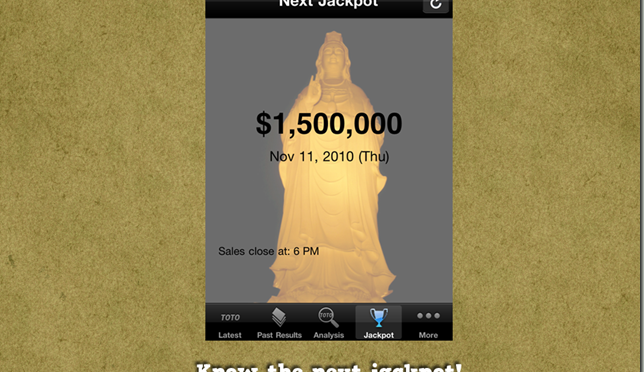 Next Jackpot
$1,500,000
Nov 11, 2010 (Thu)
Sales close at: 6 PM
TOTO
TOTO
Latest Past Results Analysis Jackpot More
Know the next jackpot!